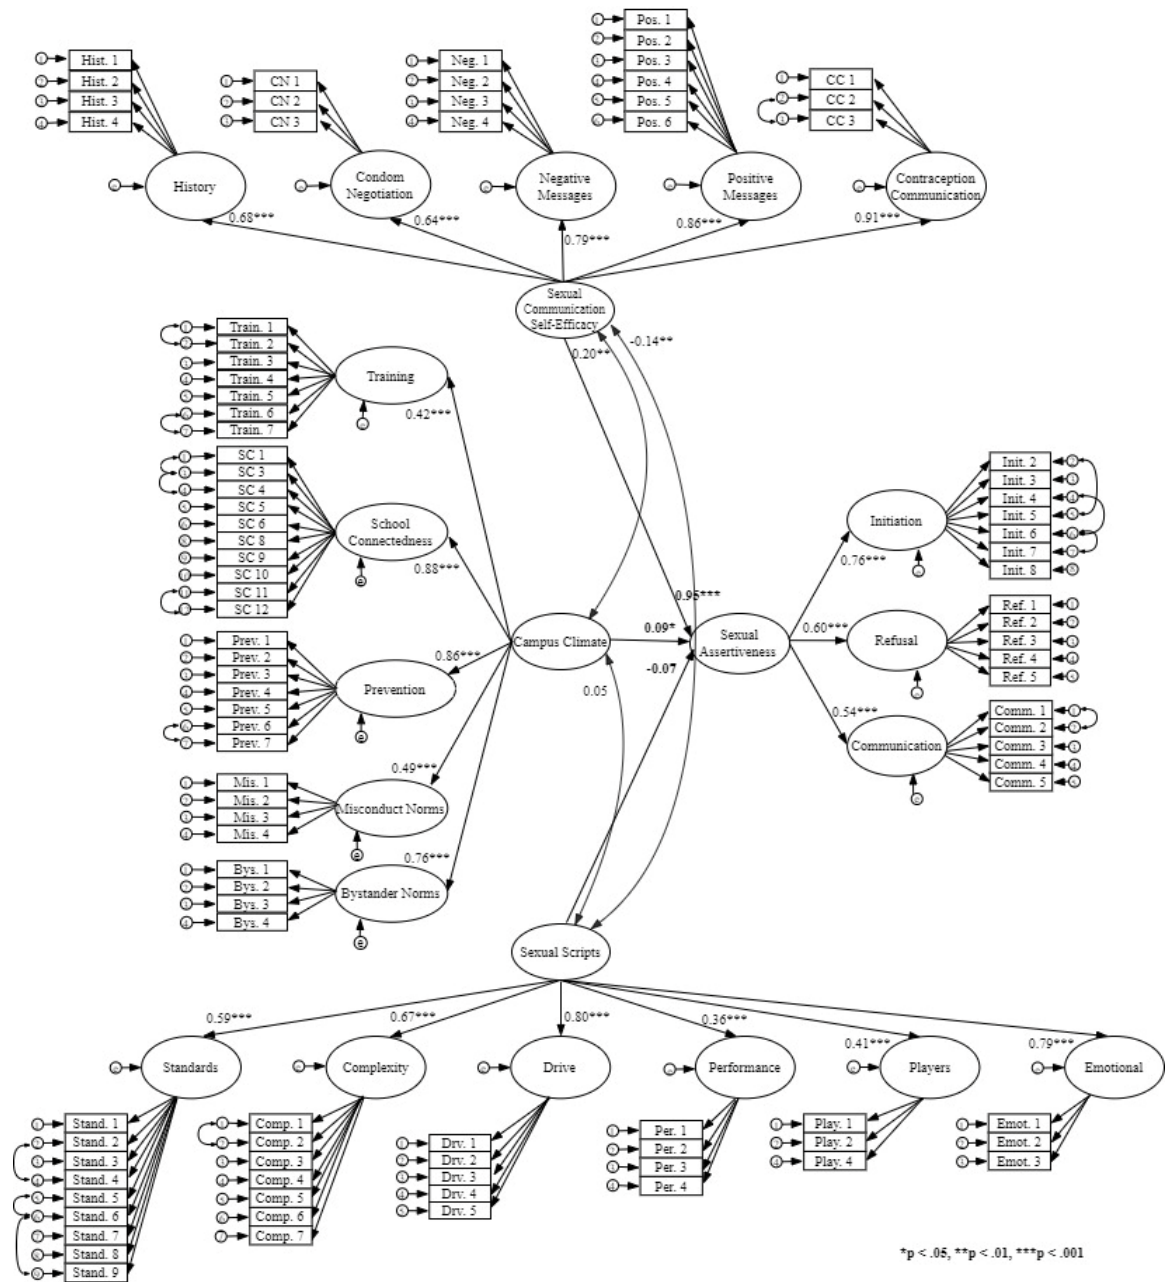 Pos. 1
Pos. 2
Pos. 3
Pos. 4
Pos. 5
Pos. 6
Hist. 1
Hist. 2
Hist. 3
Hist. 4
CN 1
CN 2
CN 3
Neg. 1
Neg. 2
Neg. 3
Neg. 4
CC 1
CC 2
CC 3
History
Condom
Negotiation
Negative
Messages
Positive
Messages
Contraception
Communication
0.68***
0.64***
0.79***
0.86***
0.91***
Sexual
Communication
Self-Efficacy
0.20**
-0.14**
Train. 1
Train. 2
Train. 3
Train. 4
Train. 5
Train. 6
Train. 7
Training
0.42***
SC 1
SC 3
SC 4
SC 5
SC 6
SC 8
SC 9
SC 10
SC 11
SC 12
School
Connectedness
0.88***
Prev. 1
Prev. 2
Prev. 3
Prev. 4
Prev. 5
Prev. 6
Prev. 7
Prevention
0.86***
Mis. 1
Mis. 2
Mis. 3
Mis. 4
Misconduct Norms
0.49***
Bys. 1
Bys. 2
Bys. 3
Bys. 4
Bystander Norms
0.76***
Campus Climate
0.95***
0.09*
-0.07
0.05
Sexual
Assertiveness
Init. 2
Init. 3
Init. 4
Init. 5
Init. 6
Init. 7
Init. 8
Initiation
0.76***
Ref. 1
Ref. 2
Ref. 3
Ref. 4
Ref. 5
Refusal
0.60***
Comm. 1
Comm. 2
Comm. 3
Comm. 4
Comm. 5
Communication
0.54***
Sexual Scripts
0.59***
0.67***
0.80***
0.36***
0.41***
0.79***
Standards
Complexity
Drive
Performance
Players
Emotional
Stand. 1
Stand. 2
Stand. 3
Stand. 4
Stand. 5
Stand. 6
Stand. 7
Stand. 8
Stand. 9
Comp. 1
Comp. 2
Comp. 3
Comp. 4
Comp. 5
Comp. 6
Comp. 7
Drv. 1
Drv. 2
Drv. 3
Drv. 4
Drv. 5
Per. 1
Per. 2
Per. 3
Per. 4
Play. 1
Play. 2
Play. 4
Emot. 1
Emot. 2
Emot. 3
*p < .05, **p < .01, ***p < .001